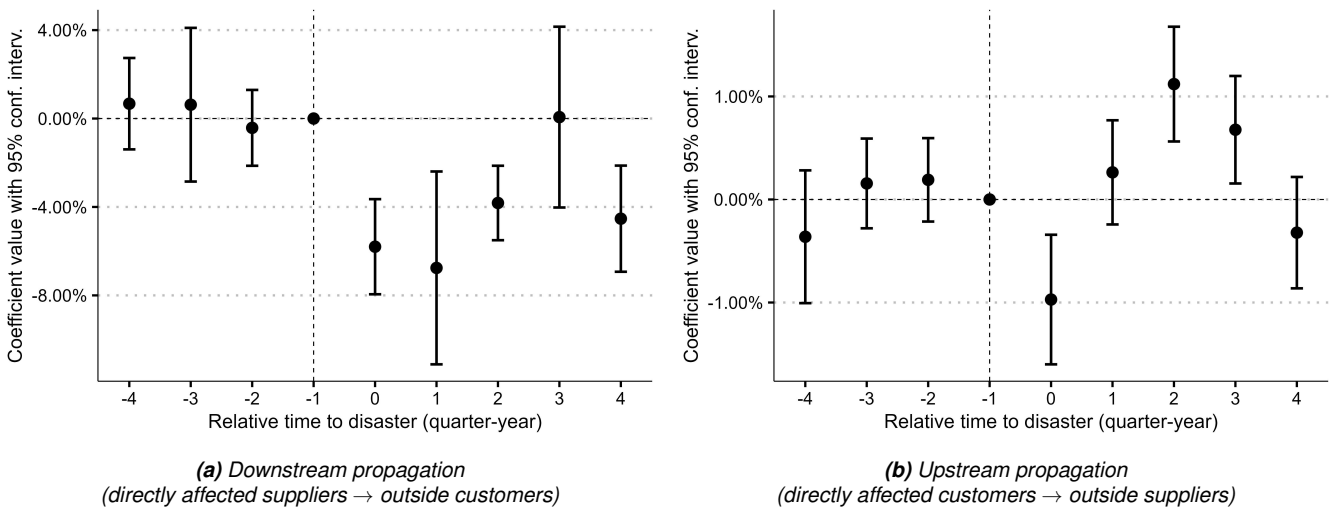 Coefficient value with 95% conf. interv.
4.00%
0.00%
-4.00%
-8.00%
-4 -3 -2 -1 0 1 2 3 4
Relative time to disaster (quarter-year)
(a) Downstream propagation
(directly affected suppliers → outside customers)
Coefficient value with 95% conf. interv.
1.00%
0.00%
-1.00%
-4 -3 -2 -1 0 1 2 3 4
Relative time to disaster (quarter-year)
(b) Upstream propagation
(directly affected customers → outside suppliers)